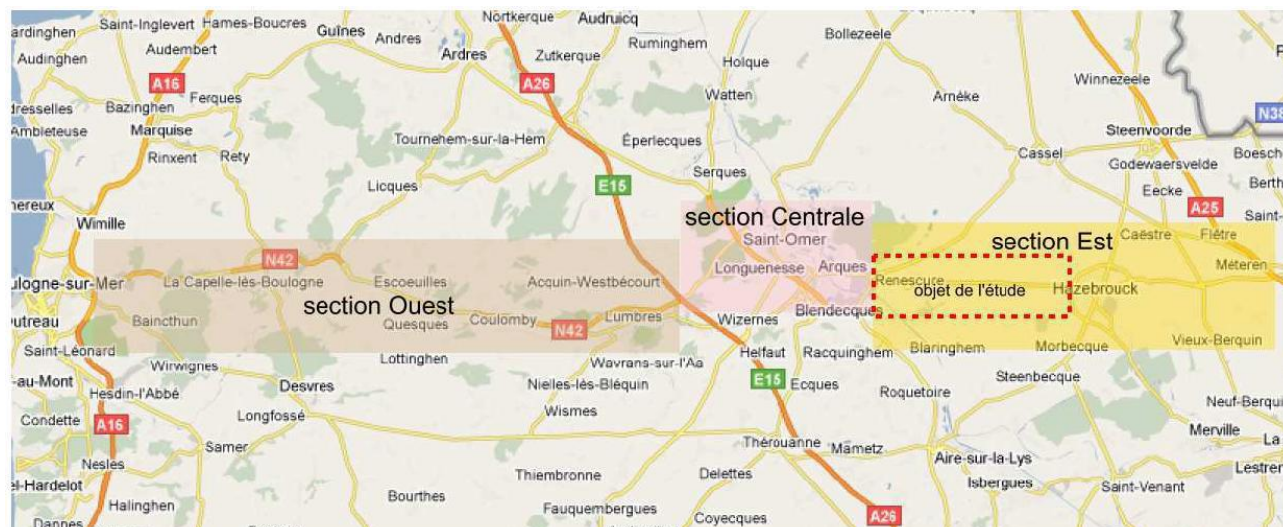 Saint-Inglevert
Hames-Boucres
Nortkerque
Audruicq
ardinghen
Guînes
Andres
Ruminghem
Bollezeele
Audembert
Ardres
Zutkerque
Holque
Audinghen
A16
A26
Winnezeele
Watten
Arnèke
dresselles
Bazinghen
Ferques
N38
Ambleteuse
Marquise
Tournehem-sur-la-Hem
Éperlecques
Steenvoorde
Rinxent
Rety
Cassel
Godewaersvelde
Boesch
Serques
Licques
E15
Eecke
Berth
nereux
Wimille
section Centrale
A25
Saint-
Saint-Omer
section Est
Caëstre
Flêtre
N42
La Capelle-lès-Boulogne
Escoeuilles
Acquin-Westbécourt
Longuenesse
Arques
Renescure
Météren
ulogne-sur-Mer
section Ouest
objet de l'étude
Hazebrouck
Outreau
Baincthun
Quesques
Coulomby
N42
Lumbres
Wizernes
Blendecques
Saint-Léonard
Lottinghen
Wavrans-sur-l'Aa
Helfaut
Racquinghem
Blaringhem
Morbecque
Vieux-Berquin
Wirwignes
-au-Mont
Hesdin-l'Abbé
Desvres
Nielles-lès-Bléquin
E15
Ecques
Steenbecque
Roquetoire
Condette
A16
Longfossé
Wismes
Neuf-Berqui
Samer
Thérouanne
Mametz
Merville
La
Nesles
Aire-sur-la-Lys
Lestrem
el-Hardelot
Thiembronne
Delettes
Isbergues
Saint-Venant
Halinghen
Bourthes
Fauquembergues
Coyecques
A26
Dannes